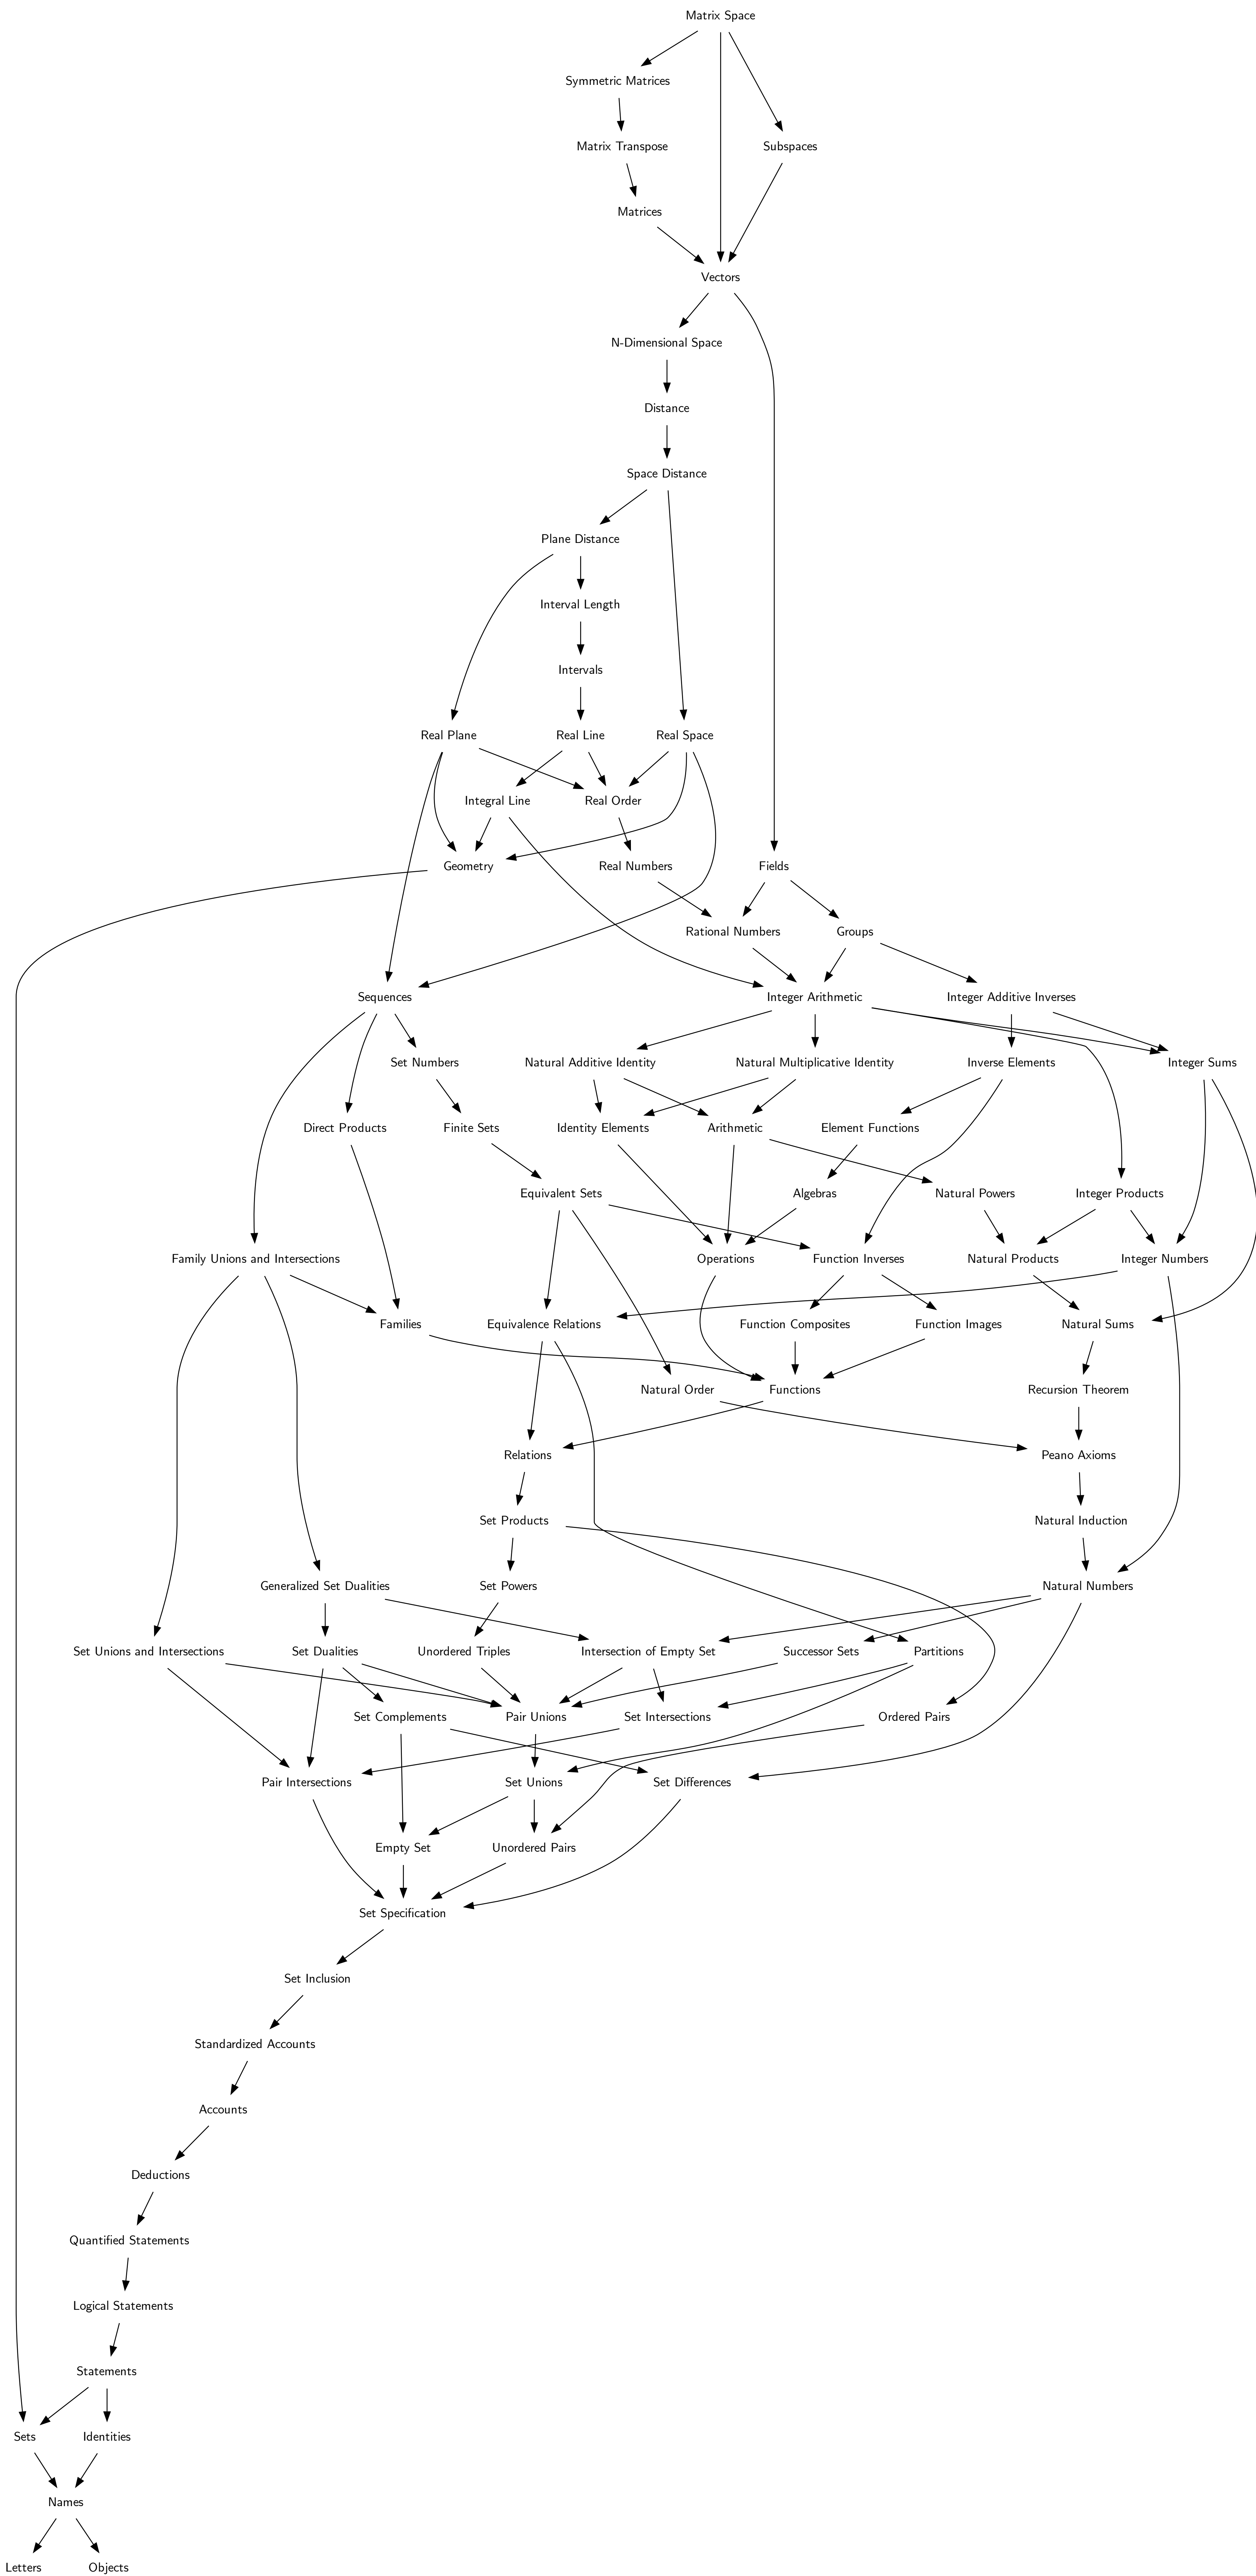 Matrix Space
Symmetric Matrices
Matrix Transpose
Subspaces
Matrices
Vectors
N-Dimensional Space
Distance
Space Distance
Plane Distance
Interval Length
Intervals
Real Plane
Real Line
Real Space
Integral Line
Real Order
Geometry
Real Numbers
Fields
Rational Numbers
Groups
Sequences
Integer Arithmetic
Integer Additive Inverses
Set Numbers
Natural Additive Identity
Natural Multiplicative Identity
Inverse Elements
Integer Sums
Direct Products
Finite Sets
Identity Elements
Arithmetic
Element Functions
Equivalent Sets
Algebras
Natural Powers
Integer Products
Family Unions and Intersections
Operations
Function Inverses
Natural Products
Integer Numbers
Families
Equivalence Relations
Function Composites
Function Images
Natural Sums
Natural Order
Functions
Recursion Theorem
Relations
Peano Axioms
Set Products
Natural Induction
Generalized Set Dualities
Set Powers
Natural Numbers
Set Unions and Intersections
Set Dualities
Unordered Triples
Intersection of Empty Set
Successor Sets
Partitions
Set Complements
Pair Unions
Set Intersections
Ordered Pairs
Pair Intersections
Set Unions
Set Differences
Empty Set
Unordered Pairs
Set Specification
Set Inclusion
Standardized Accounts
Accounts
Deductions
Quantified Statements
Logical Statements
Statements
Sets
Identities
Names
Letters
Objects